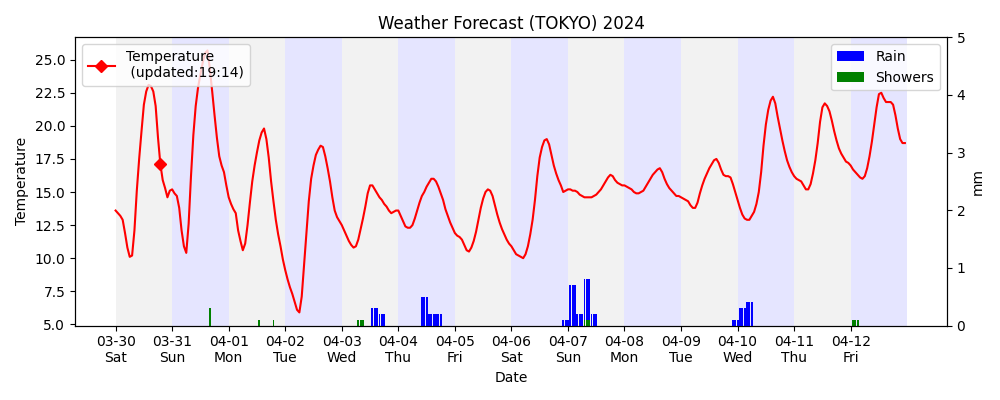 Weather Forecast (TOKYO) 2024
Temperature
(updated:19:14)
Rain
Showers
25.0
22.5
20.0
17.5
15.0
12.5
10.0
7.5
5.0
Temperature
5
4
3
2
1
0
mm
03-30 03-31 04-01 04-02 04-03 04-04 04-05 04-06 04-07 04-08 04-09 04-10 04-11 04-12
Sat Sun Mon Tue Wed Thu Fri Sat Sun Mon Tue Wed Thu Fri
Date